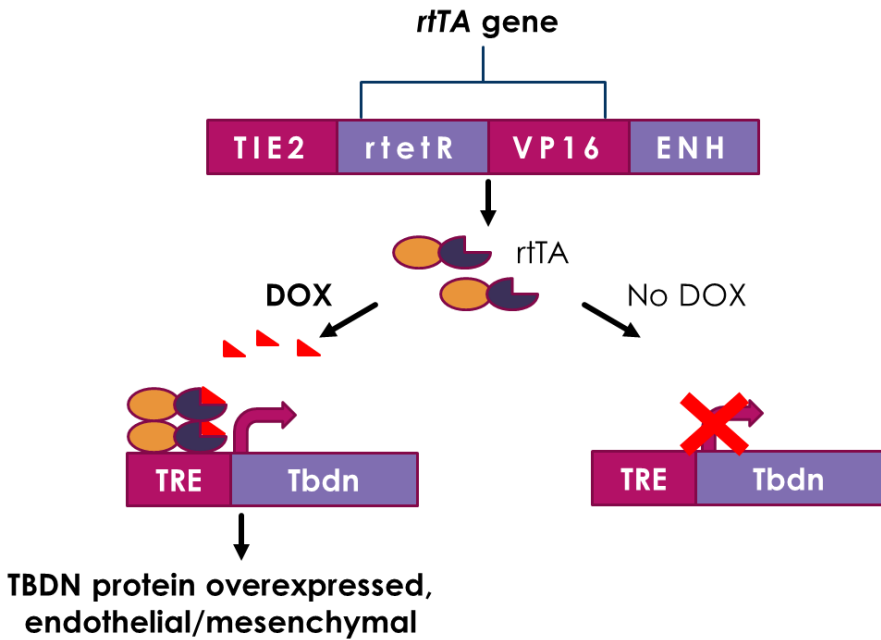 rtTA gene
TIE2 rtetR VP16 ENH
rtTA
DOX
No DOX
TRE Tbdn
TRE Tbdn
TBDN protein overexpressed,
endothelial/mesenchymal